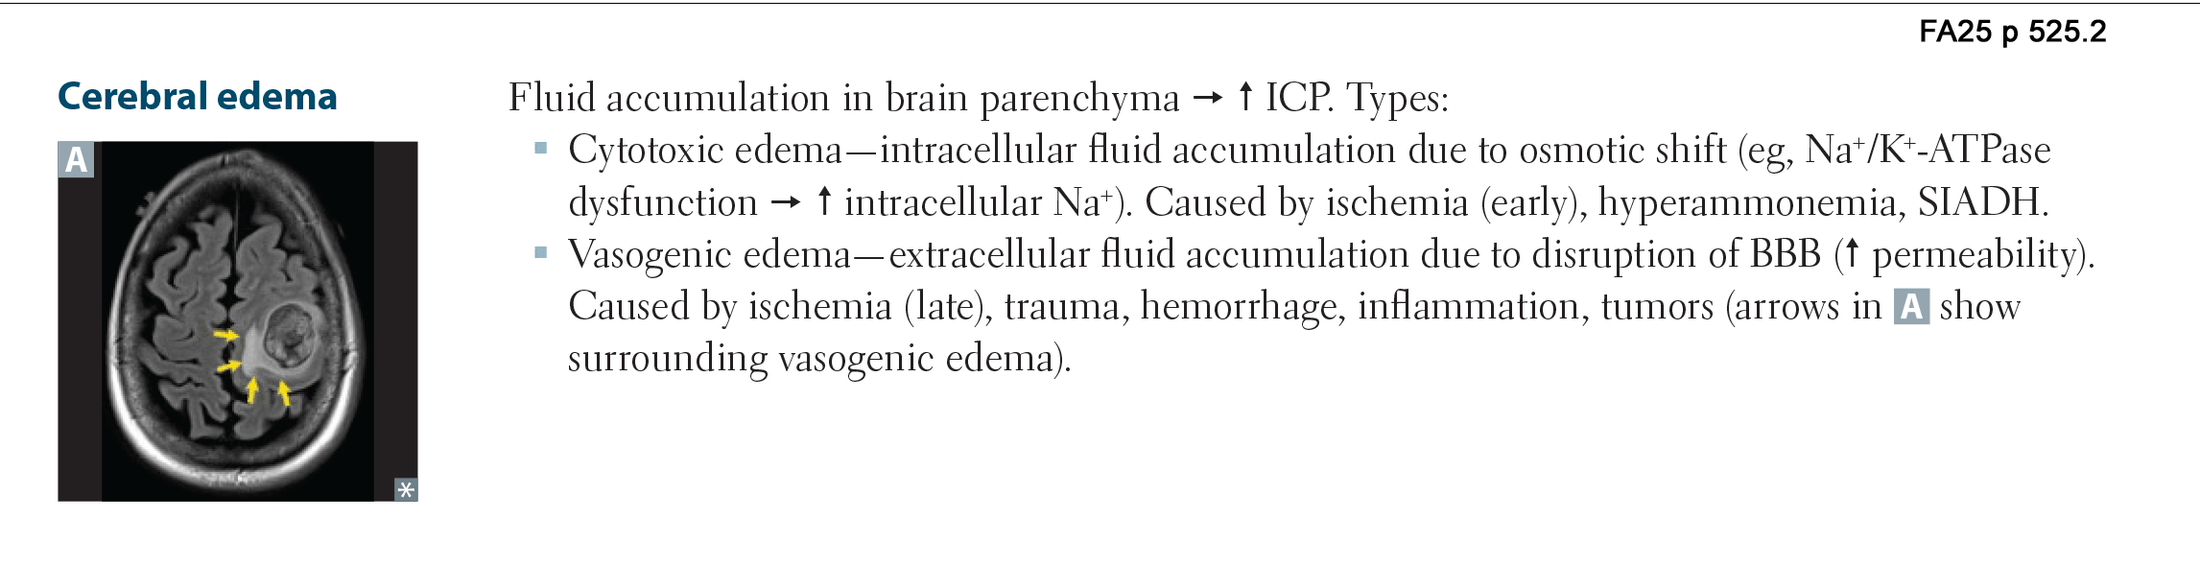 FA25 p 525.2
Cerebral edema
A
*
Fluid accumulation in brain parenchyma → ↑ ICP. Types:
▪ Cytotoxic edema—intracellular fluid accumulation due to osmotic shift (eg, Na⁺/K⁺-ATPase
dysfunction → ↑ intracellular Na⁺). Caused by ischemia (early), hyperammonemia, SIADH.
▪ Vasogenic edema—extracellular fluid accumulation due to disruption of BBB (↑ permeability).
Caused by ischemia (late), trauma, hemorrhage, inflammation, tumors (arrows in A show
surrounding vasogenic edema).